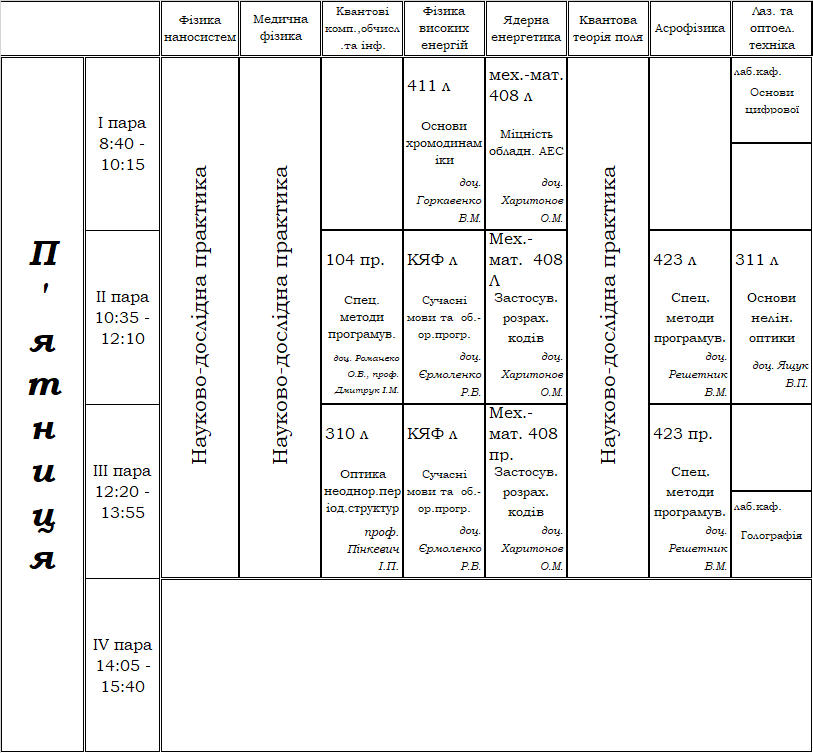 Фізика
наносистем
Медична
фізика
Квантові
комп.,обчисл
.та інф.
Фізика
високих
енергій
Ядерна
енергетика
Квантова
теорія поля
Асрофізика
Лаз. та
оптоел.
техніка
П'ятниця
І пара
8:40 -
10:15
Науково-дослідна практика
Науково-дослідна практика
411 л
Основи
хромодинам
іки
доц.
Горкавенко
В.М.
мех.-мат.
408 л
Міцність
обладн. АЕС
доц.
Харитонов
О.М.
Науково-дослідна практика
лаб.каф.
Основи
цифрової
ІІ пара
10:35 -
12:10
104 пр.
Спец.
методи
програмув.
доц. Романеко
О.В., проф.
Дмитрук І.М.
КЯФ л
Сучасні
мови та об.-
ор.прогр.
доц.
Єрмоленко
Р.В.
Мех.-
мат. 408
Л
Застосув.
розрах.
кодів
доц.
Харитонов
О.М.
423 л
Спец.
методи
програмув.
доц.
Решетник
В.М.
311 л
Основи
нелін.
оптики
доц. Ящук
В.П.
ІІІ пара
12:20 -
13:55
310 л
Оптика
неоднор.пер
іод.структур
проф.
Пінкевич
І.П.
КЯФ л
Сучасні
мови та об.-
ор.прогр.
доц.
Єрмоленко
Р.В.
Мех.-
мат. 408
пр.
Застосув.
розрах.
кодів
доц.
Харитонов
О.М.
423 пр.
Спец.
методи
програмув.
доц.
Решетник
В.М.
лаб.каф.
Голографія
IV пара
14:05 -
15:40